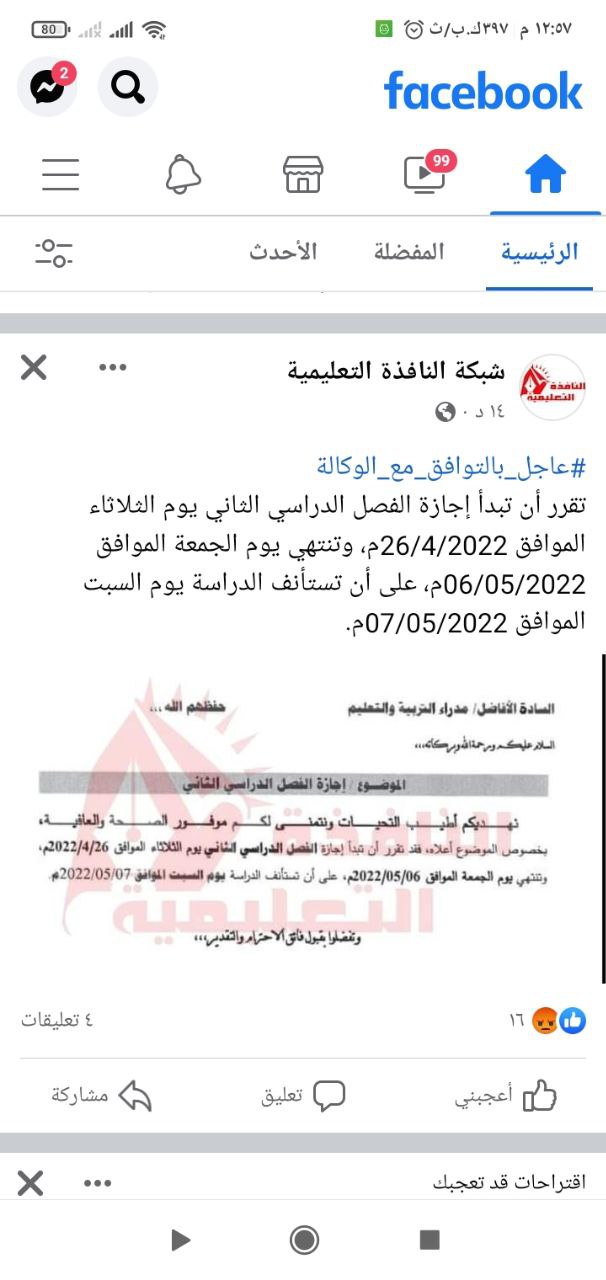 ١٢:٥٧ م ٣٩٧ك.ب/ث
80
facebook
2
99
الرئيسية المفضلة الأحدث
شبكة النافذة التعليمية
النافذة
التعليمية
١٤ د ·
#عاجل_بالتوافق_مع_الوكالة
تقرر أن تبدأ إجازة الفصل الدراسي الثاني يوم الثلاثاء
الموافق 26/4/2022م، وتنتهي يوم الجمعة الموافق
06/05/2022م، على أن تستأنف الدراسة يوم السبت
الموافق 07/05/2022م.
السادة الأفاضل/ مدراء التربية والتعليم حفظهم الله ...
السلام عليكم ورحمة الله وبركاته،،،
الموضوع / إجازة الفصل الدراسي الثاني
نهديكم أطيب التحيات ونتمنى لكم موفور الصحة والعافية،
بخصوص الموضوع أعلاه، فقد تقرر أن تبدأ إجازة الفصل الدراسي الثاني يوم الثلاثاء الموافق 2022/4/26م،
وتنتهي يوم الجمعة الموافق 2022/05/06م، على أن تستأنف الدراسة يوم السبت الموافق 2022/05/07م.
وتفضلوا بقبول فائق الاحترام والتقدير،،،
النافذة
التعليمية
١٦
٤ تعليقات
أعجبني تعليق مشاركة
اقتراحات قد تعجبك